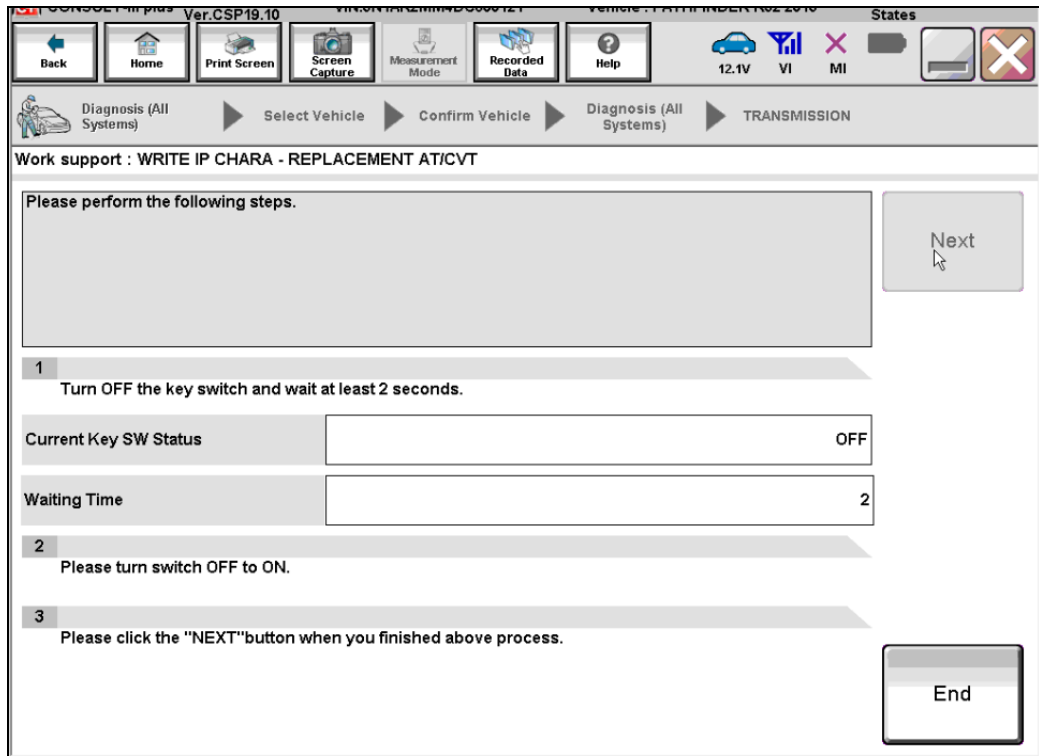 Ver.CSP19.10
States
Back
Home
Print Screen
Screen
Capture
Measurement
Mode
Recorded
Data
Help
12.1V
VI
MI
Diagnosis (All
Systems)
Select Vehicle
Confirm Vehicle
Diagnosis (All
Systems)
TRANSMISSION
Work support : WRITE IP CHARA - REPLACEMENT AT/CVT
Please perform the following steps.
Next
1
Turn OFF the key switch and wait at least 2 seconds.
Current Key SW Status
OFF
Waiting Time
2
2
Please turn switch OFF to ON.
3
Please click the "NEXT"button when you finished above process.
End